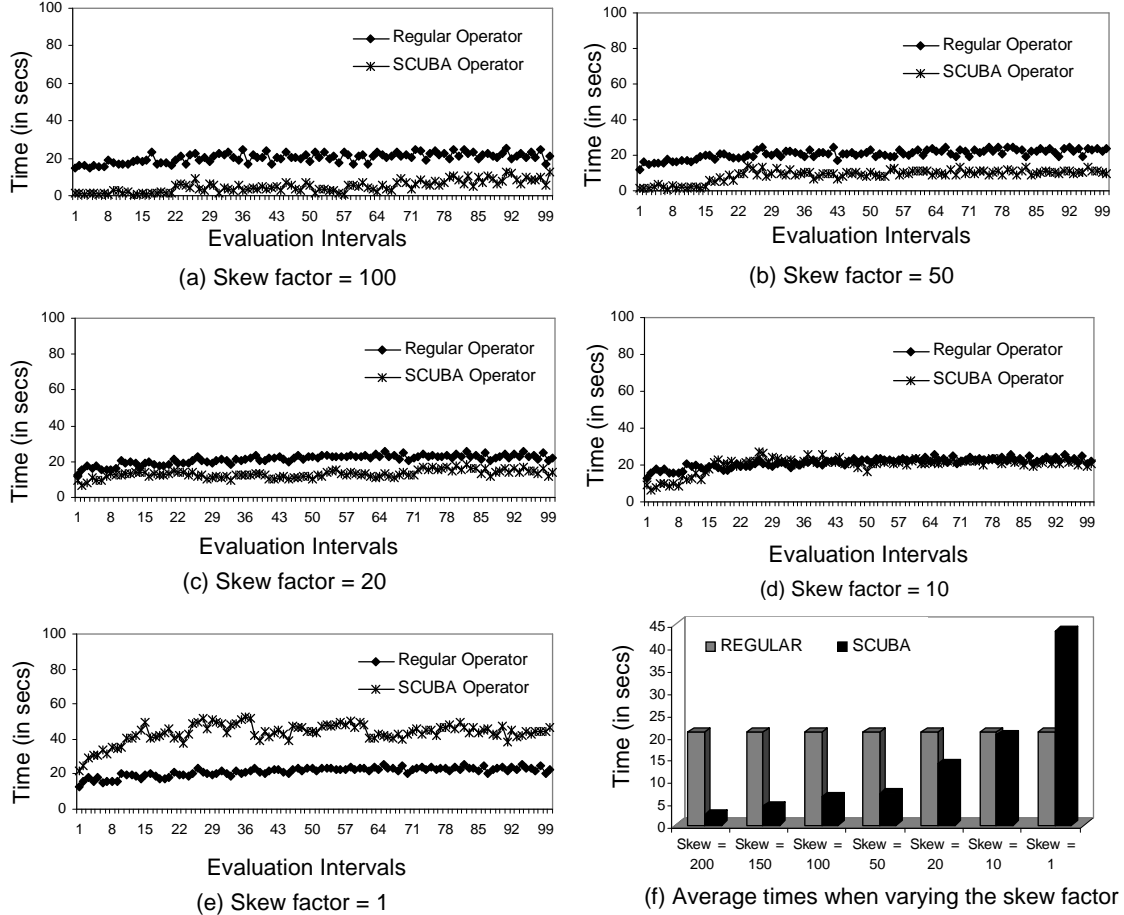 100
80
60
40
20
0
Time (in secs)
Regular Operator
SCUBA Operator
1 8 15 22 29 36 43 50 57 64 71 78 85 92 99
Evaluation Intervals
(a) Skew factor = 100
100
80
60
40
20
0
Time (in secs)
Regular Operator
SCUBA Operator
1 8 15 22 29 36 43 50 57 64 71 78 85 92 99
Evaluation Intervals
(b) Skew factor = 50
100
80
60
40
20
0
Time (in secs)
Regular Operator
SCUBA Operator
1 8 15 22 29 36 43 50 57 64 71 78 85 92 99
Evaluation Intervals
(c) Skew factor = 20
100
80
60
40
20
0
Time (in secs)
Regular Operator
SCUBA Operator
1 8 15 22 29 36 43 50 57 64 71 78 85 92 99
Evaluation Intervals
(d) Skew factor = 10
100
80
60
40
20
0
Time (in secs)
Regular Operator
SCUBA Operator
1 8 15 22 29 36 43 50 57 64 71 78 85 92 99
Evaluation Intervals
(e) Skew factor = 1
45
40
35
30
25
20
15
10
5
0
Time (in secs)
REGULAR SCUBA
Skew = Skew = Skew = Skew = Skew = Skew = Skew =
200 150 100 50 20 10 1
(f) Average times when varying the skew factor